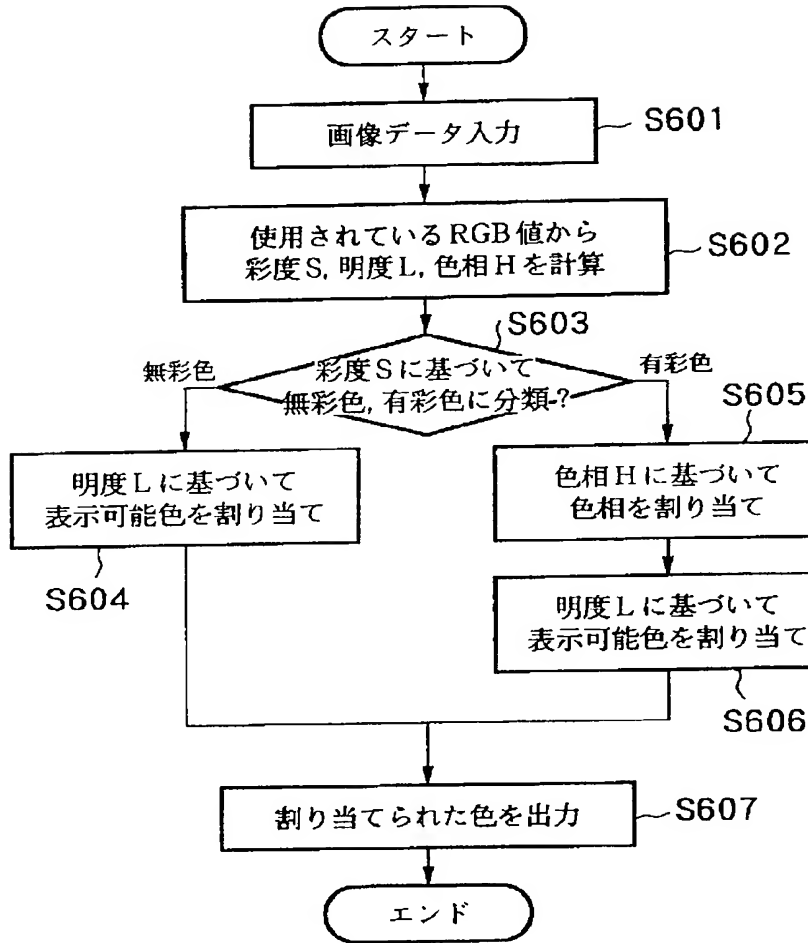 スタート
画像データ入力
S601
使用されているRGB値から
彩度S,明度L,色相Hを計算
S602
S603
彩度Sに基づいて
無彩色,有彩色に分類?
無彩色
有彩色
明度Lに基づいて
表示可能色を割り当て
S604
S605
色相Hに基づいて
色相を割り当て
明度Lに基づいて
表示可能色を割り当て
S606
割り当てられた色を出力
S607
エンド